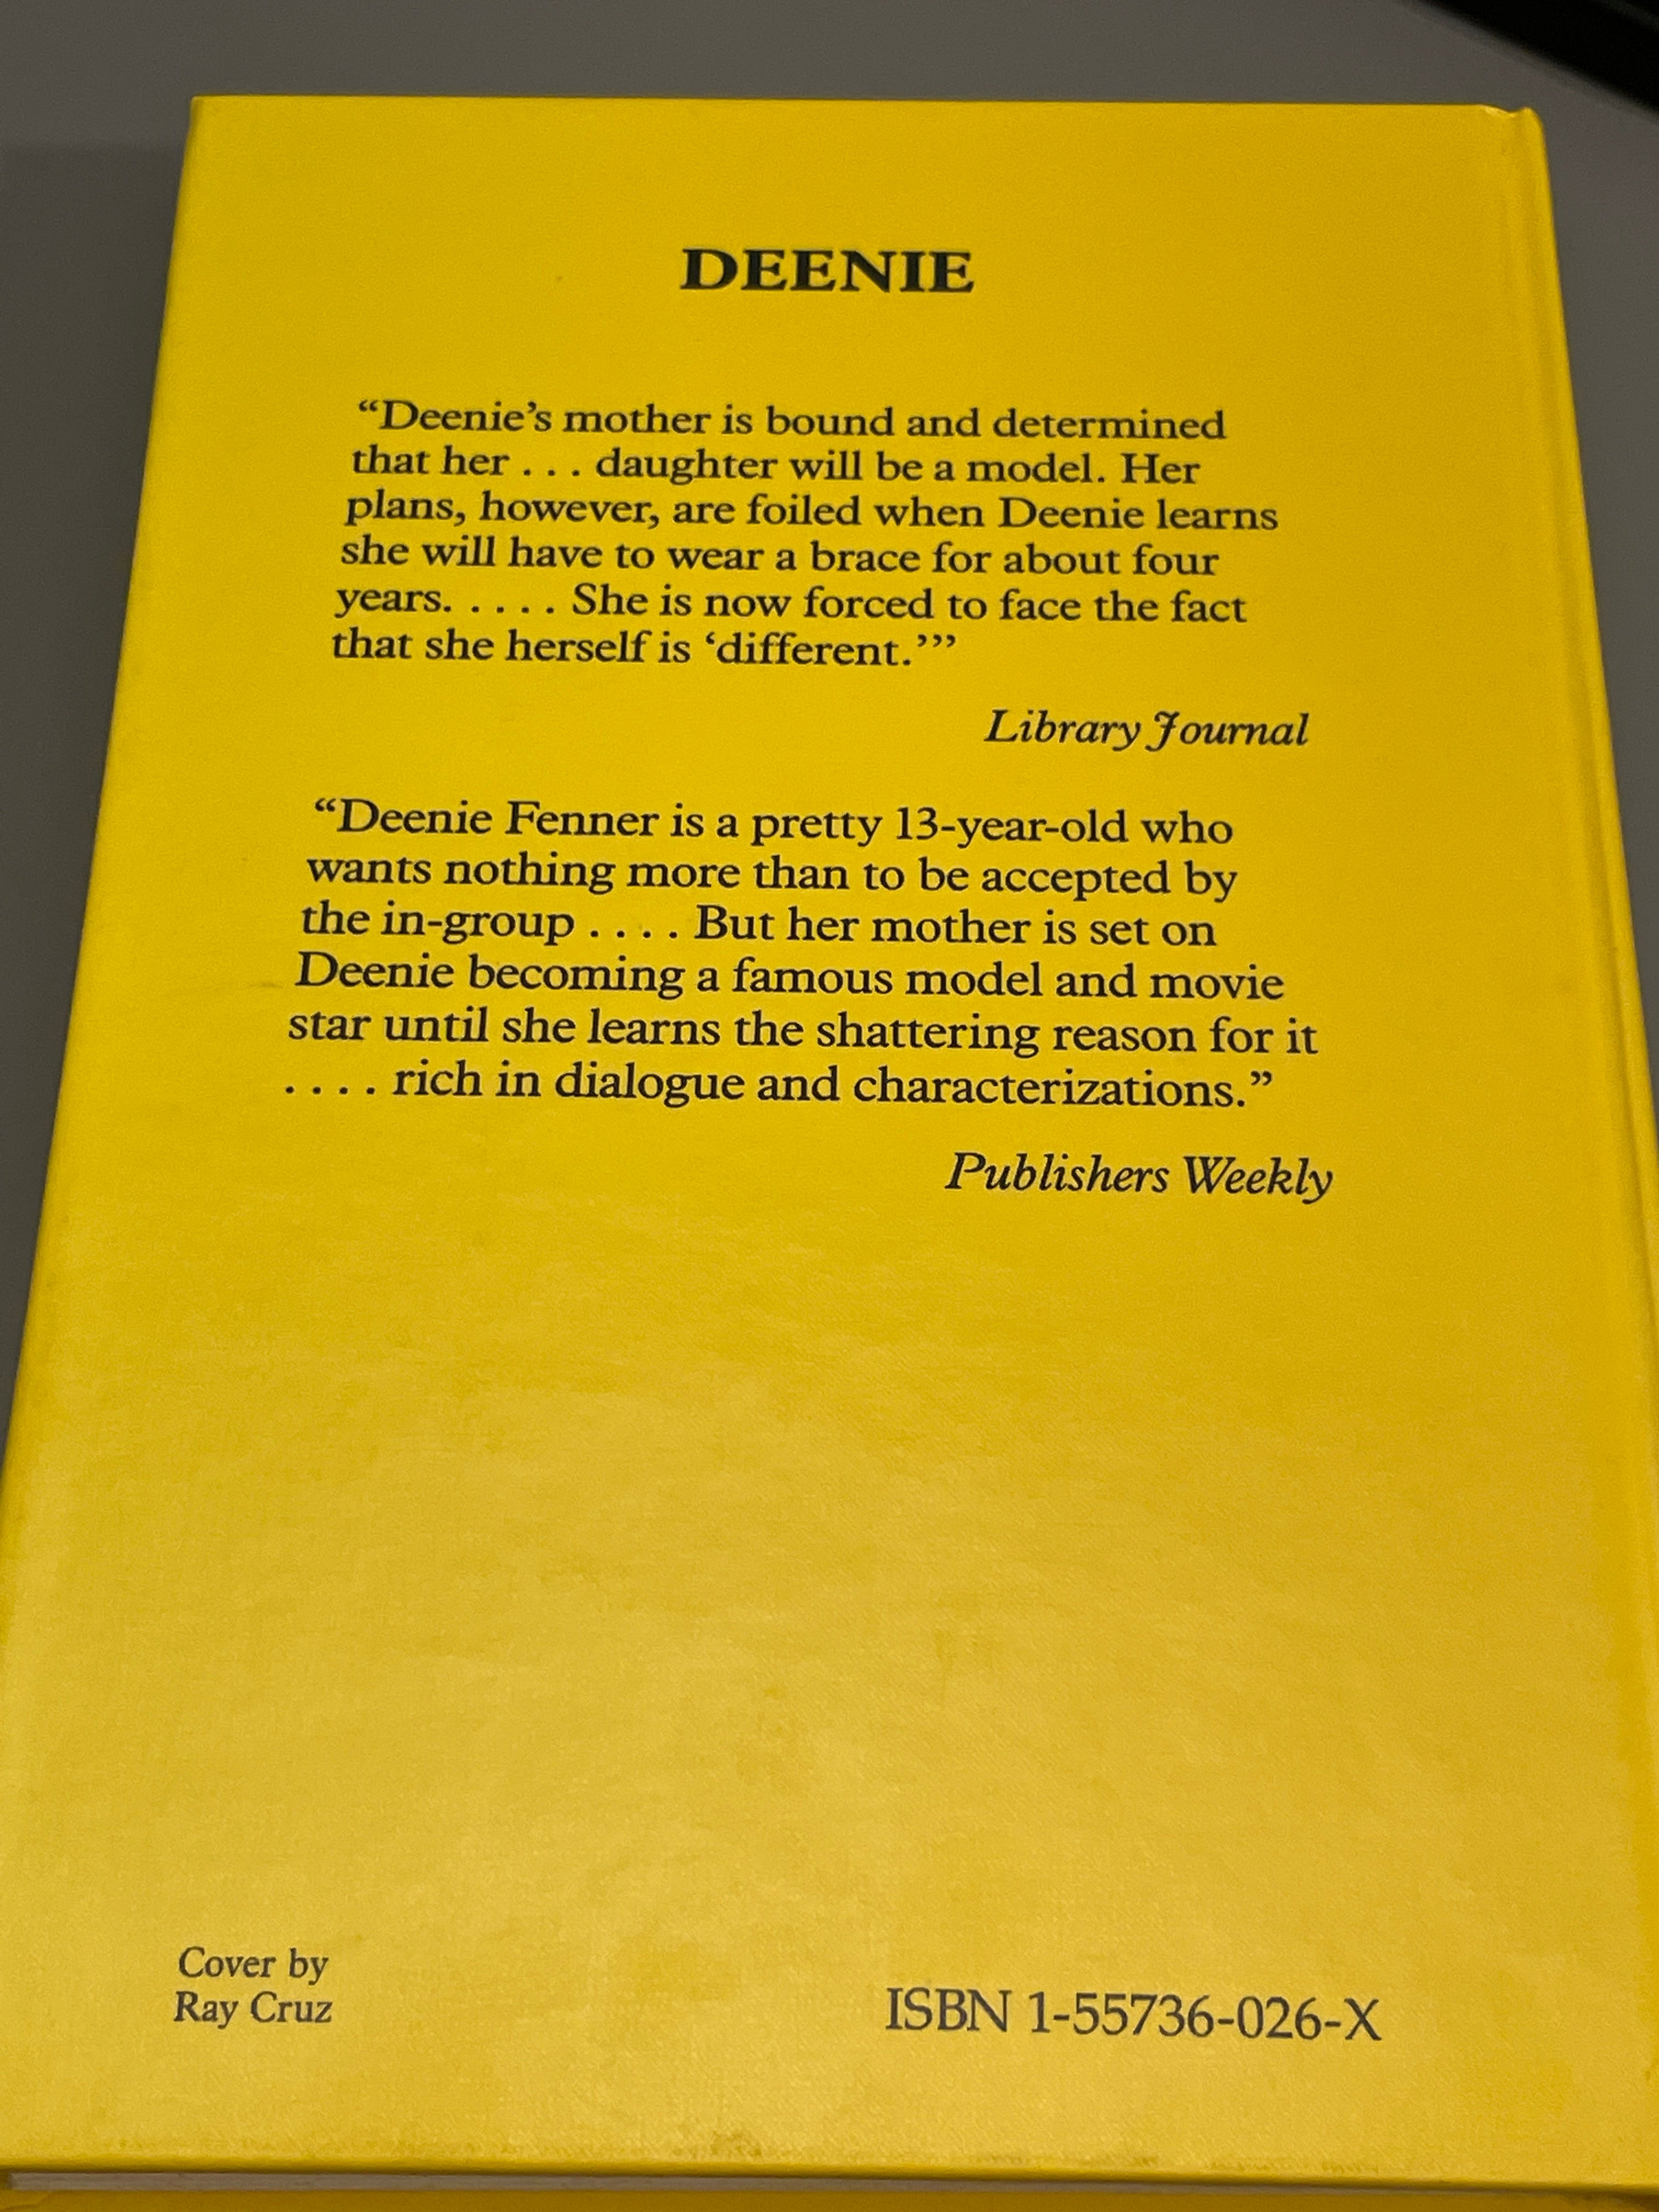 DEENIE
“Deenie’s mother is bound and determined
that her . . . daughter will be a model. Her
plans, however, are foiled when Deenie learns
she will have to wear a brace for about four
years. . . . . She is now forced to face the fact
that she herself is ‘different.’”
Library Journal
“Deenie Fenner is a pretty 13-year-old who
wants nothing more than to be accepted by
the in-group . . . . But her mother is set on
Deenie becoming a famous model and movie
star until she learns the shattering reason for it
. . . . rich in dialogue and characterizations.”
Publishers Weekly
Cover by
Ray Cruz
ISBN 1-55736-026-X